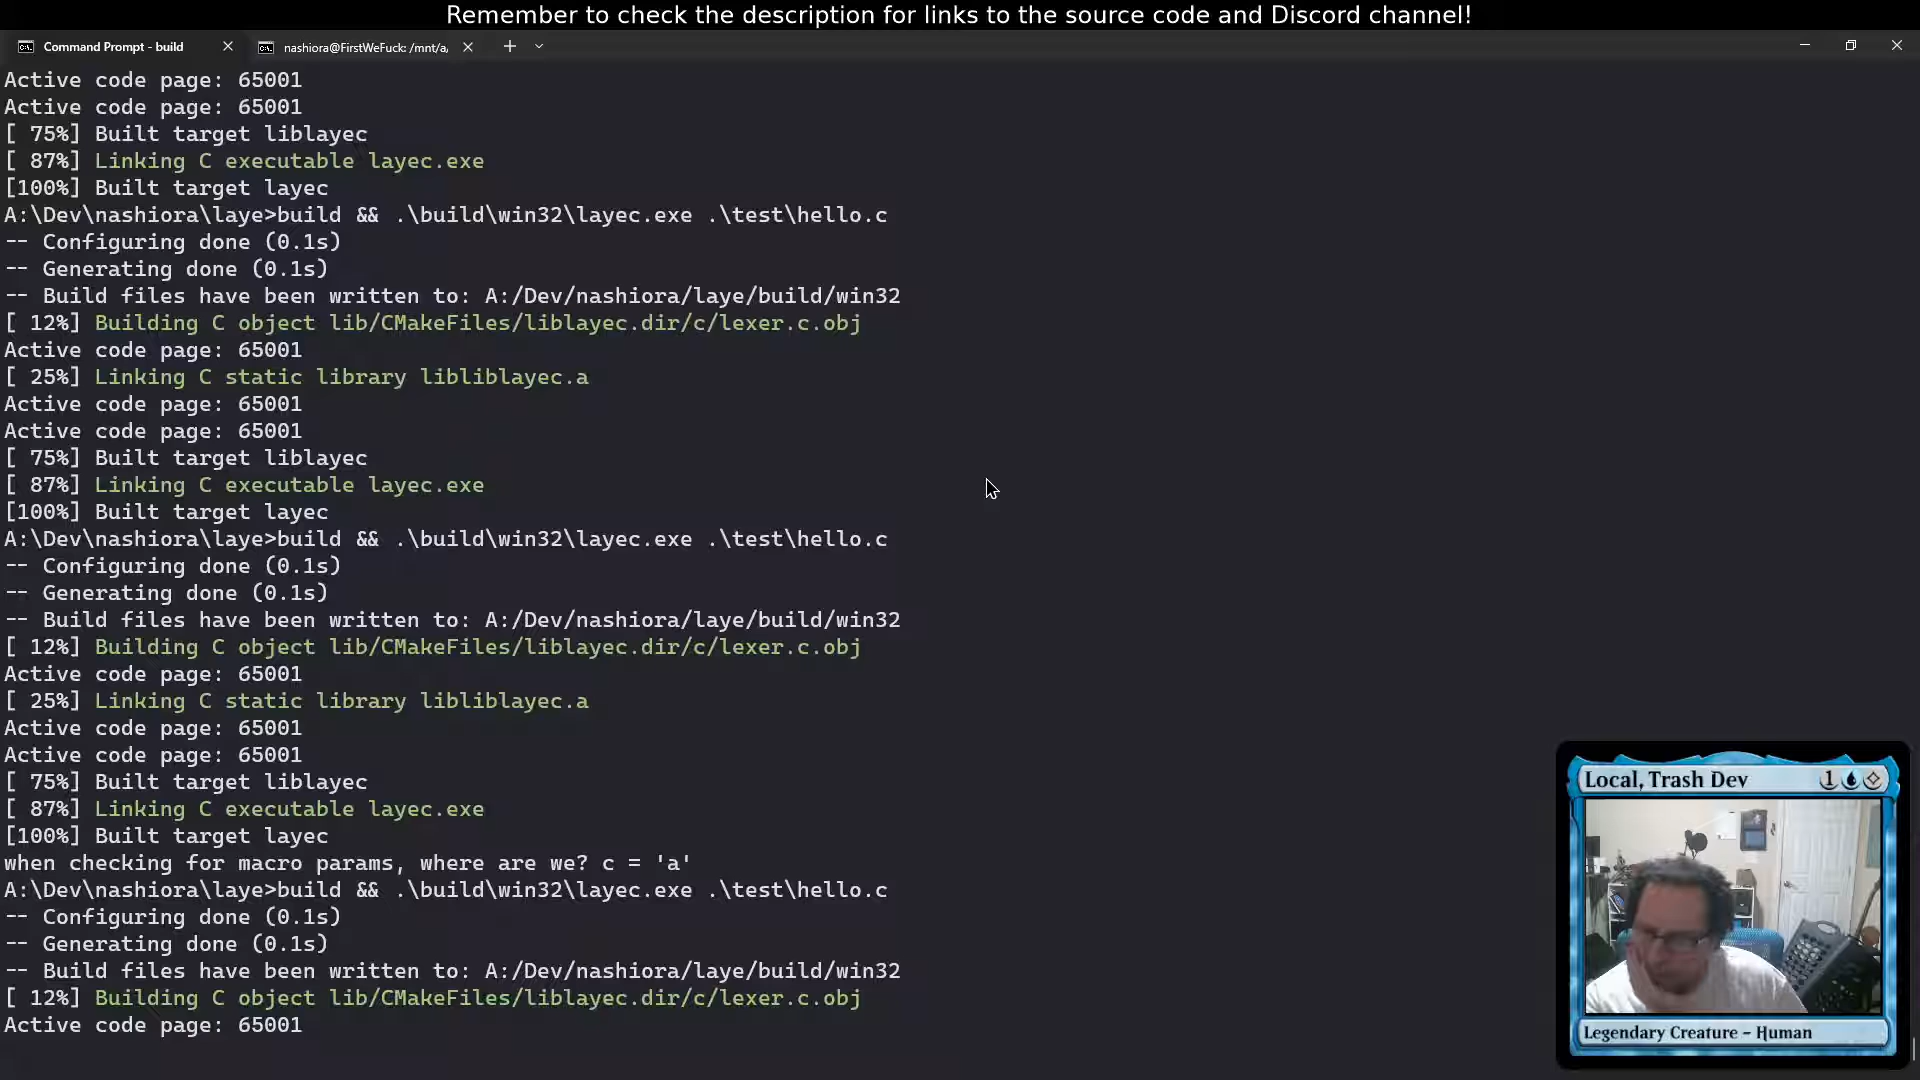 Remember to check the description for links to the source code and Discord channel!
Command Prompt - build
nashiora@FirstWeFuck: /mnt/a,
Active code page: 65001
Active code page: 65001
[ 75%] Built target liblayec
[ 87%] Linking C executable layec.exe
[100%] Built target layec
A:\Dev\nashiora\laye>build && .\build\win32\layec.exe .\test\hello.c
-- Configuring done (0.1s)
-- Generating done (0.1s)
-- Build files have been written to: A:/Dev/nashiora/laye/build/win32
[ 12%] Building C object lib/CMakeFiles/liblayec.dir/c/lexer.c.obj
Active code page: 65001
[ 25%] Linking C static library libliblayec.a
Active code page: 65001
Active code page: 65001
[ 75%] Built target liblayec
[ 87%] Linking C executable layec.exe
[100%] Built target layec
A:\Dev\nashiora\laye>build && .\build\win32\layec.exe .\test\hello.c
-- Configuring done (0.1s)
-- Generating done (0.1s)
-- Build files have been written to: A:/Dev/nashiora/laye/build/win32
[ 12%] Building C object lib/CMakeFiles/liblayec.dir/c/lexer.c.obj
Active code page: 65001
[ 25%] Linking C static library libliblayec.a
Active code page: 65001
Active code page: 65001
[ 75%] Built target liblayec
[ 87%] Linking C executable layec.exe
[100%] Built target layec
when checking for macro params, where are we? c = 'a'
A:\Dev\nashiora\laye>build && .\build\win32\layec.exe .\test\hello.c
-- Configuring done (0.1s)
-- Generating done (0.1s)
-- Build files have been written to: A:/Dev/nashiora/laye/build/win32
[ 12%] Building C object lib/CMakeFiles/liblayec.dir/c/lexer.c.obj
Active code page: 65001
Local, Trash Dev 1
Legendary Creature – Human